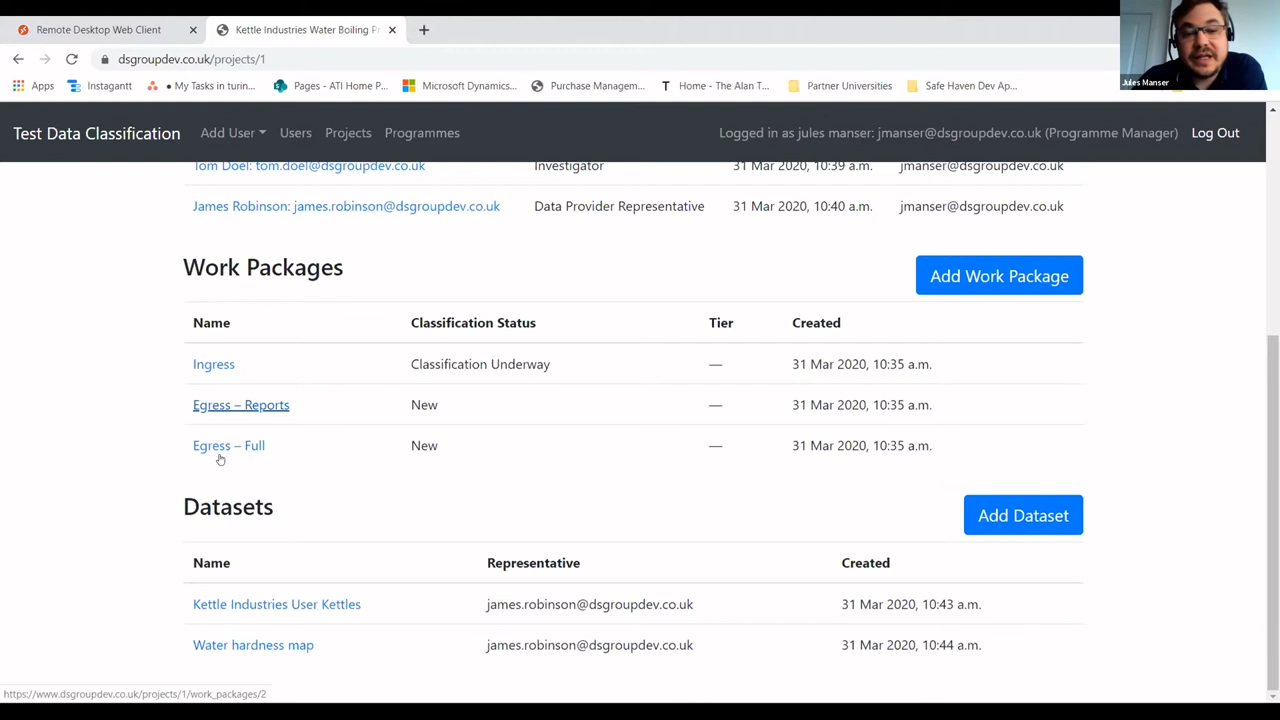 Remote Desktop Web Client
Kettle Industries Water Boiling Pr
dsgroupdev.co.uk/projects/1
Apps Instagantt • My Tasks in turin... Pages - ATI Home P... Microsoft Dynamics... Purchase Managem... Home - The Alan T... Partner Universities Safe Haven Dev Ap...
Jules Manser
Test Data Classification Add User Users Projects Programmes Logged in as jules manser: jmanser@dsgroupdev.co.uk (Programme Manager) Log Out
Tom Doel: tom.doel@dsgroupdev.co.uk Investigator 31 Mar 2020, 10:39 a.m. jmanser@dsgroupdev.co.uk
James Robinson: james.robinson@dsgroupdev.co.uk Data Provider Representative 31 Mar 2020, 10:40 a.m. jmanser@dsgroupdev.co.uk
Work Packages Add Work Package
Name Classification Status Tier Created
Ingress Classification Underway — 31 Mar 2020, 10:35 a.m.
Egress – Reports New — 31 Mar 2020, 10:35 a.m.
Egress – Full New — 31 Mar 2020, 10:35 a.m.
Datasets Add Dataset
Name Representative Created
Kettle Industries User Kettles james.robinson@dsgroupdev.co.uk 31 Mar 2020, 10:43 a.m.
Water hardness map james.robinson@dsgroupdev.co.uk 31 Mar 2020, 10:44 a.m.
https://www.dsgroupdev.co.uk/projects/1/work_packages/2